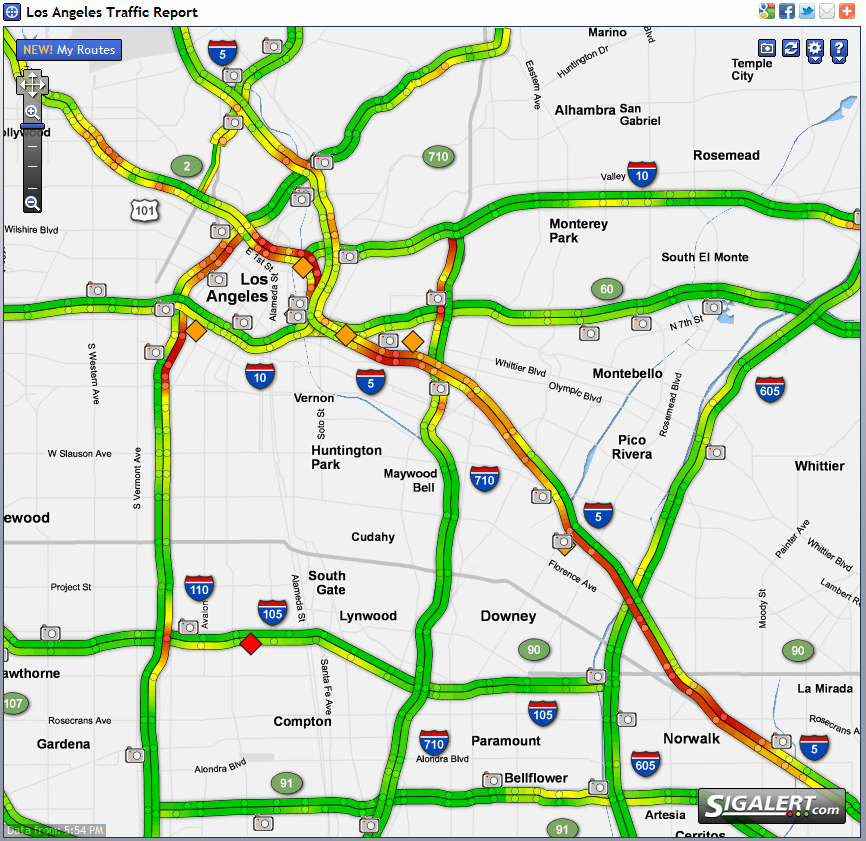 Los Angeles Traffic Report
NEW! My Routes
Marino
Blvd
5
Huntington Dr
Eastern Ave
Temple
City
?
Alhambra
San
Gabriel
ollywood
2
710
Rosemead
Valley
10
101
Wilshire Blvd
Monterey
Park
E 1st St
South El Monte
Los
Angeles
Alameda St
60
N 7th St
S Western Ave
10
5
Whittier Blvd
Olympic Blvd
Montebello
Rosemead Blvd
605
Vernon
Soto St
Pico
Rivera
W Slauson Ave
S Vermont Ave
Huntington
Park
Maywood
Bell
710
Whittier
5
ewood
Cudahy
Painter Ave
Whittier Blvd
Florence Ave
Project St
110
Avalon
105
Alameda St
South
Gate
Lynwood
Downey
Moody St
Lambert R
90
90
awthorne
107
Santa Fe Ave
La Mirada
Rosecrans Ave
Compton
105
Rosecrans A
Gardena
710
Paramount
Norwalk
5
Alondra Blvd
Alondra Blvd
605
91
Bellflower
SIGALERT.com
Artesia
91
Cerritos
Data from: 5:54 PM